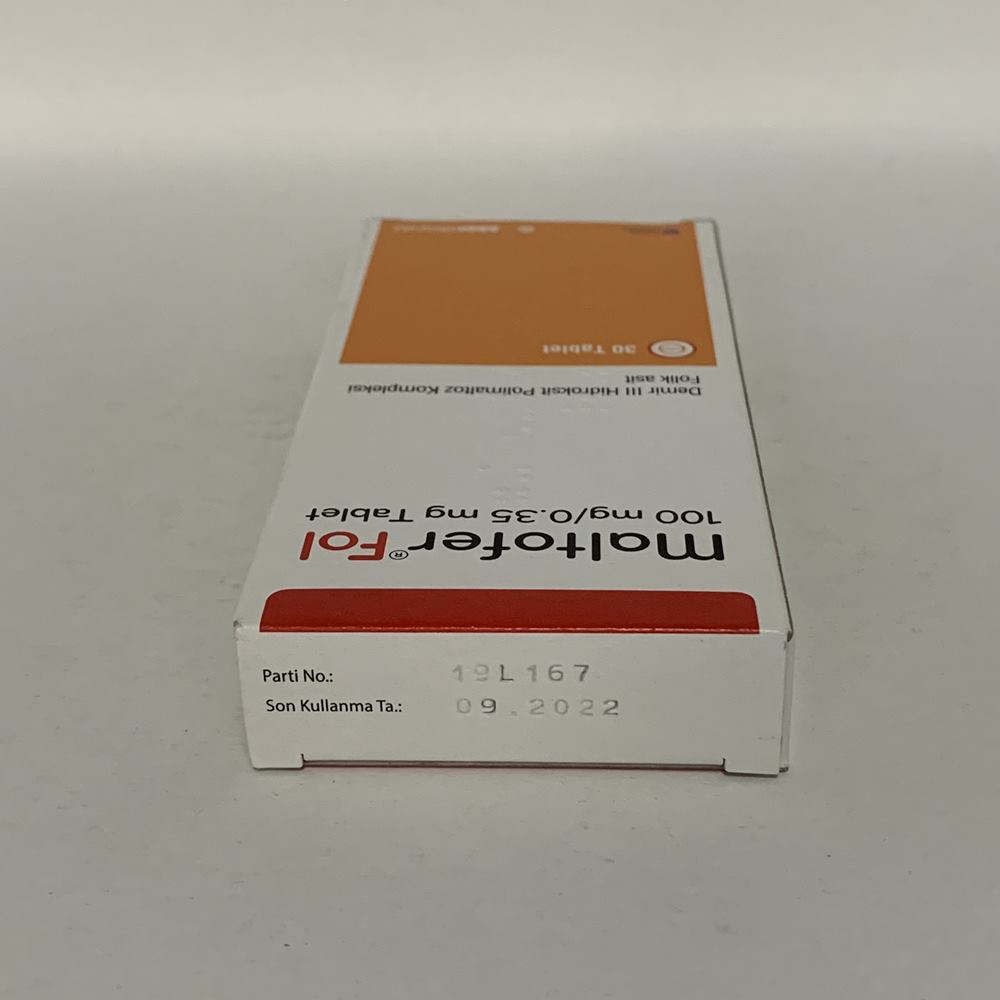 maltofer® Fol
100 mg/0.35 mg Tablet
Demir III Hidroksit Polimaltoz Kompleksi
Folik asit
30 Tablet
Parti No.: 19L167
Son Kullanma Ta.: 09.2022